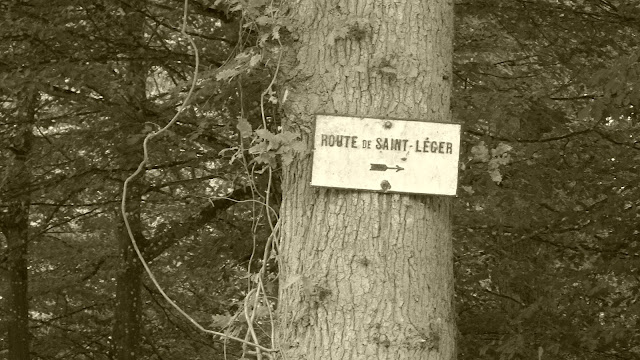 ROUTE DE SAINT-LÉGER